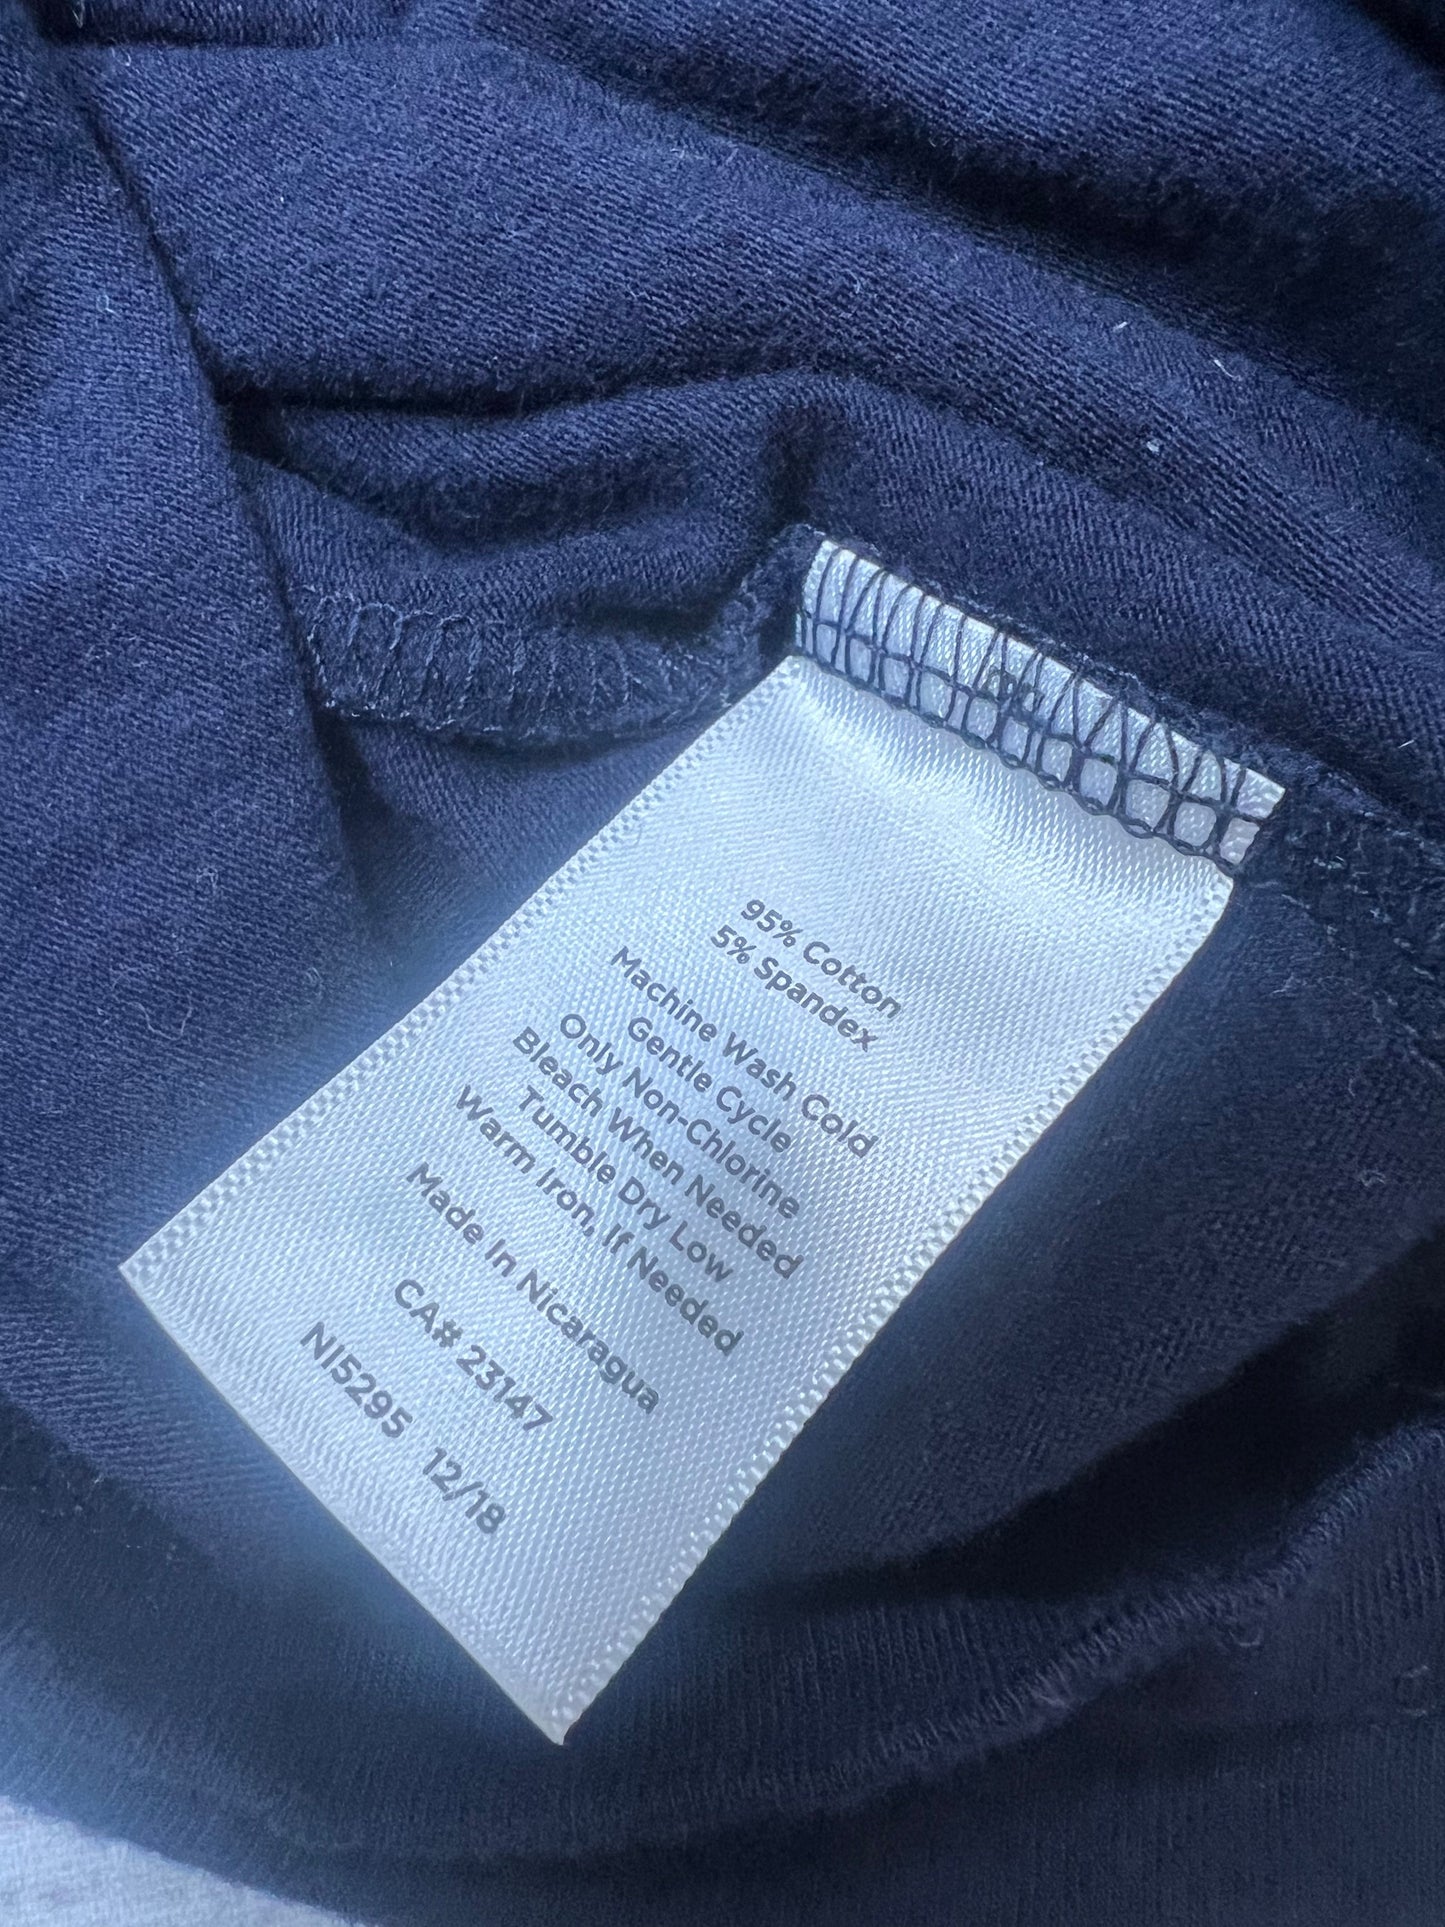 95% Cotton
5% Spandex
Machine Wash Cold
Gentle Cycle
Only Non-Chlorine
Bleach When Needed
Tumble Dry Low
Warm Iron, If Needed
Made In Nicaragua
CA# 23147
NI5295 12/18